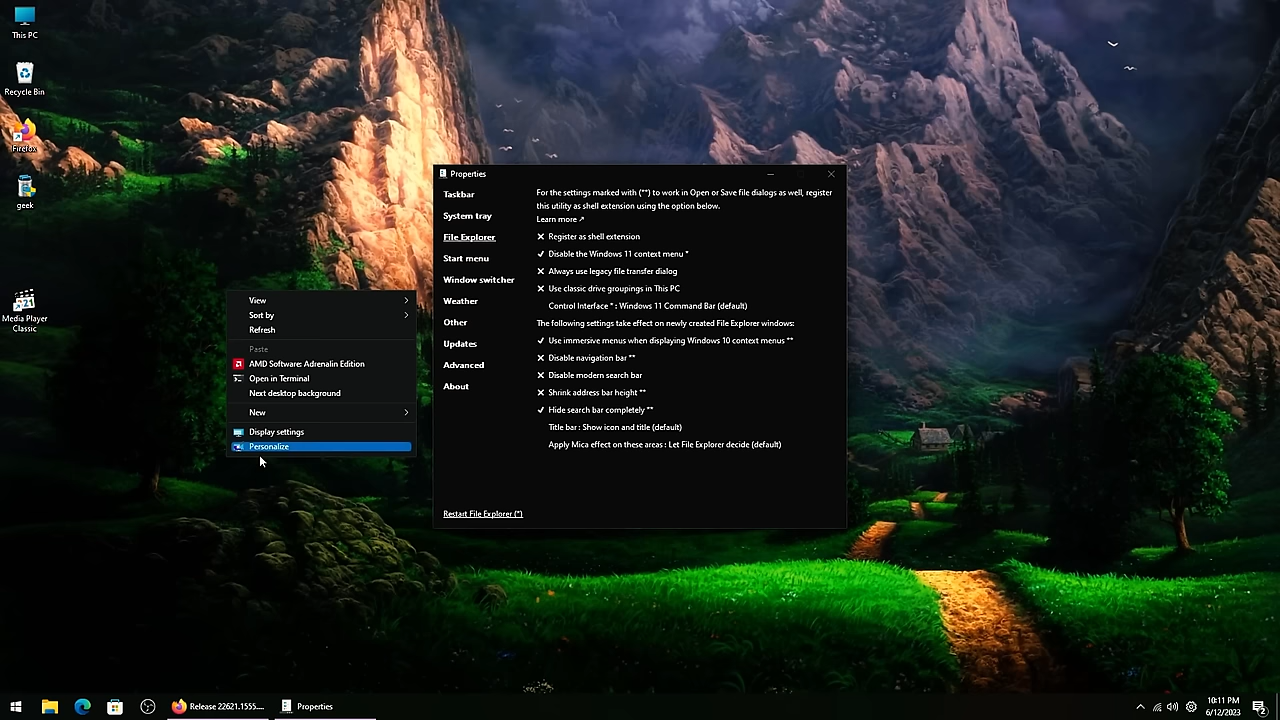 This PC
Recycle Bin
Firefox
geek
Media Player
Classic
View
Sort by
Refresh
Paste
AMD Software: Adrenalin Edition
Open in Terminal
Next desktop background
New
Display settings
Personalize
Properties
Taskbar
System tray
File Explorer
Start menu
Window switcher
Weather
Other
Updates
Advanced
About
Restart File Explorer (*)
For the settings marked with (**) to work in Open or Save file dialogs as well, register
this utility as shell extension using the option below.
Learn more ↗
Register as shell extension
Disable the Windows 11 context menu *
Always use legacy file transfer dialog
Use classic drive groupings in This PC
Control Interface * : Windows 11 Command Bar (default)
The following settings take effect on newly created File Explorer windows:
Use immersive menus when displaying Windows 10 context menus **
Disable navigation bar **
Disable modern search bar
Shrink address bar height **
Hide search bar completely **
Title bar : Show icon and title (default)
Apply Mica effect on these areas : Let File Explorer decide (default)
Release 22621.1555....
Properties
10:11 PM
6/12/2023
2